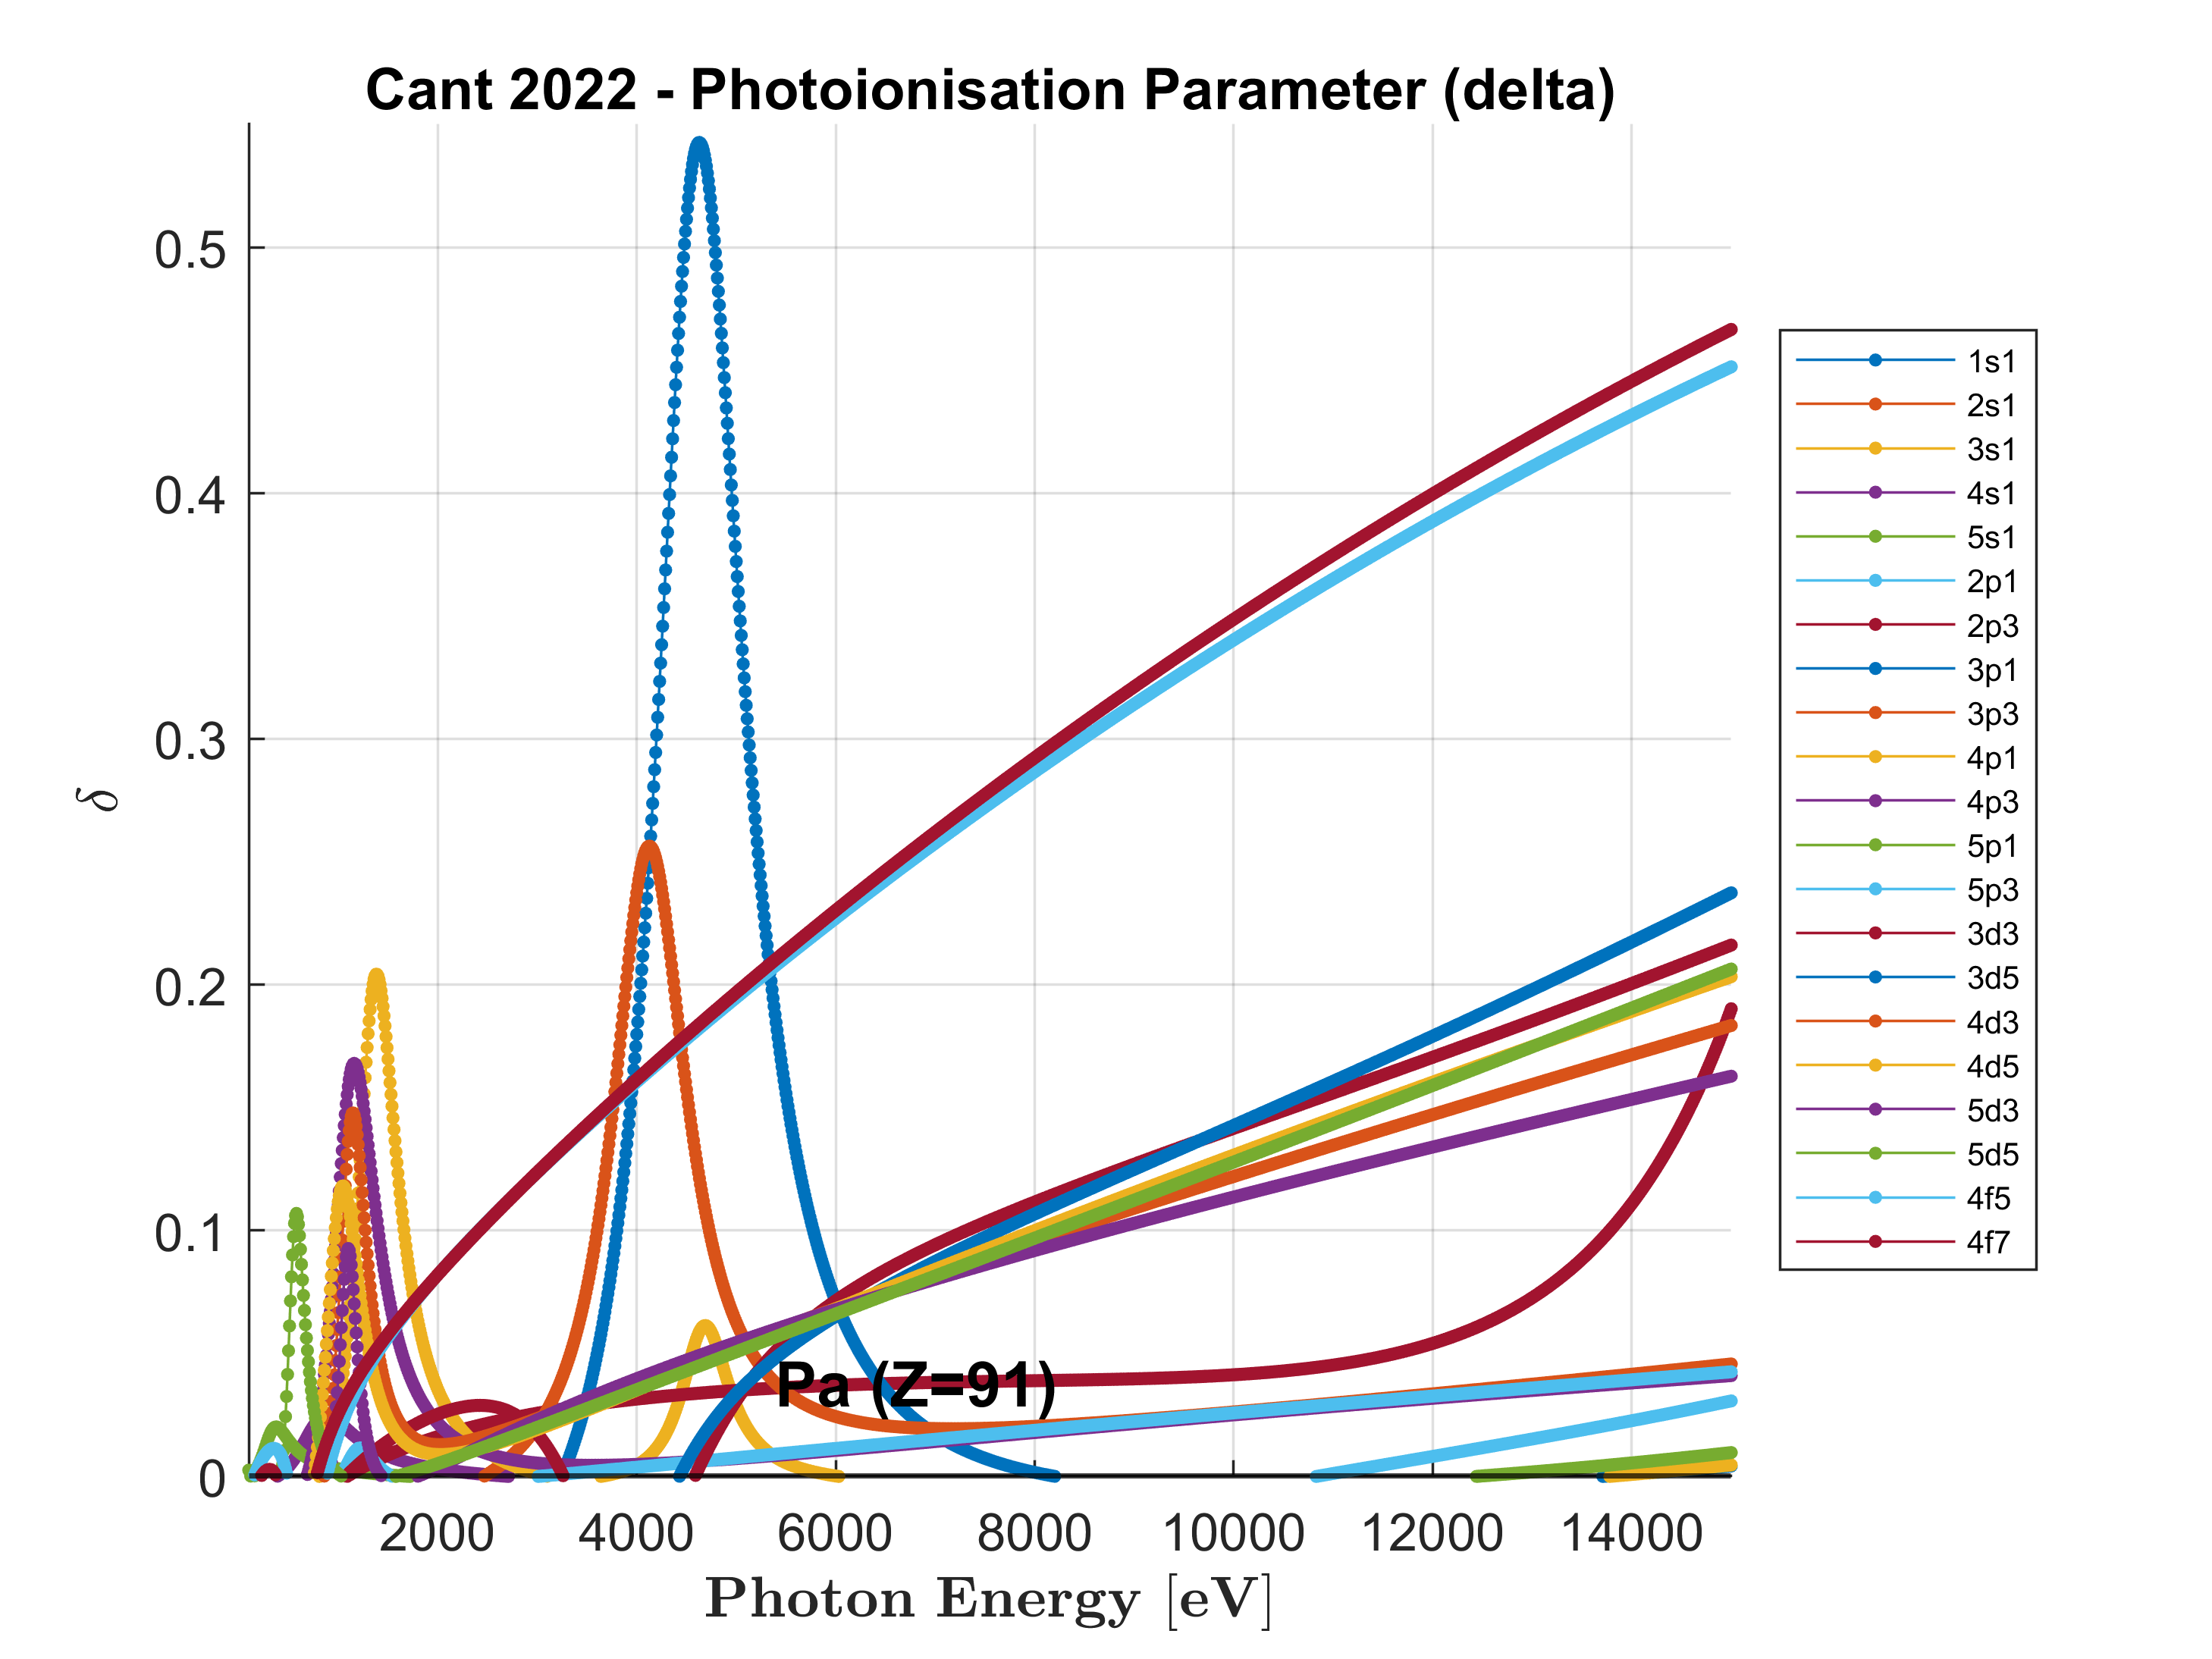 Cant 2022 - Photoionisation Parameter (delta)
δ
0.5
0.4
0.3
0.2
0.1
0
2000 4000 6000 8000 10000 12000 14000
Photon Energy [eV]
Pa (Z=91)
1s1
2s1
3s1
4s1
5s1
2p1
2p3
3p1
3p3
4p1
4p3
5p1
5p3
3d3
3d5
4d3
4d5
5d3
5d5
4f5
4f7